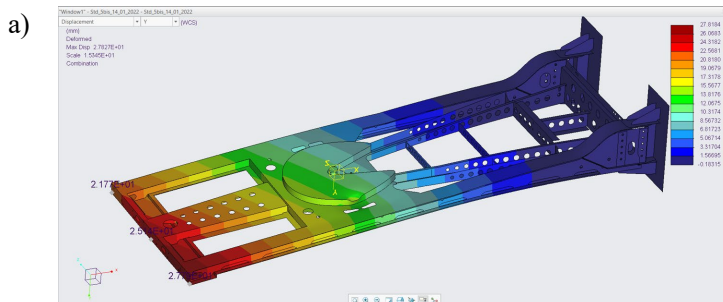 a)
"Window1" - Std_5bis_14_01_2022 - Std_5bis_14_01_2022
Displacement Y (WCS)
(mm)
Deformed
Max Disp 2.7827E+01
Scale 1.5345E+01
Combination
27.8184
26.0683
24.3182
22.5681
20.8180
19.0679
17.3178
15.5677
13.8176
12.0675
10.3174
8.56732
6.81723
5.06714
3.31704
1.56695
-0.18315
2.177E+01
X
Y